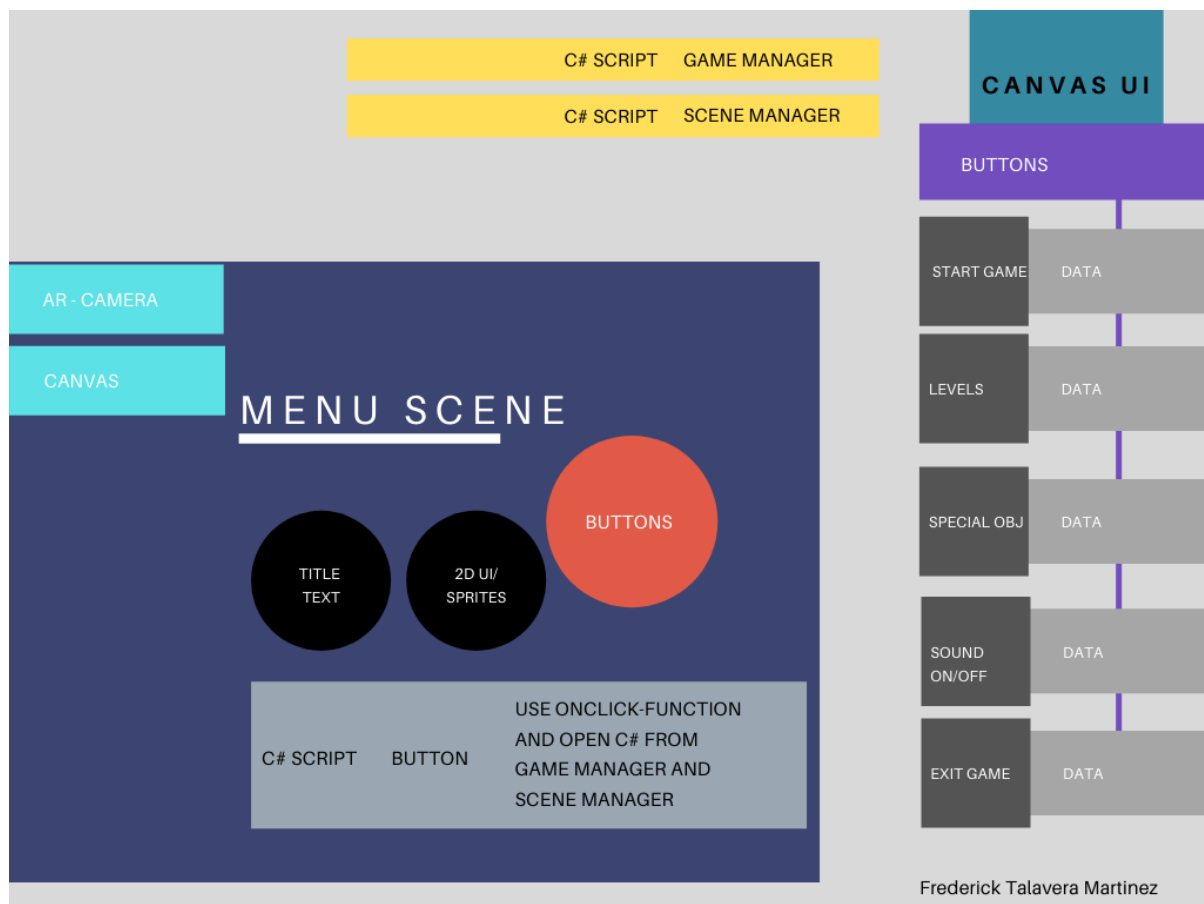 C# SCRIPT GAME MANAGER
C# SCRIPT SCENE MANAGER
CANVAS UI
BUTTONS
START GAME DATA
LEVELS DATA
SPECIAL OBJ DATA
SOUND
ON/OFF
DATA
EXIT GAME DATA
AR - CAMERA
CANVAS
MENU SCENE
TITLE
TEXT
2D UI/
SPRITES
BUTTONS
C# SCRIPT BUTTON
USE ONCLICK-FUNCTION
AND OPEN C# FROM
GAME MANAGER AND
SCENE MANAGER
Frederick Talavera Martinez